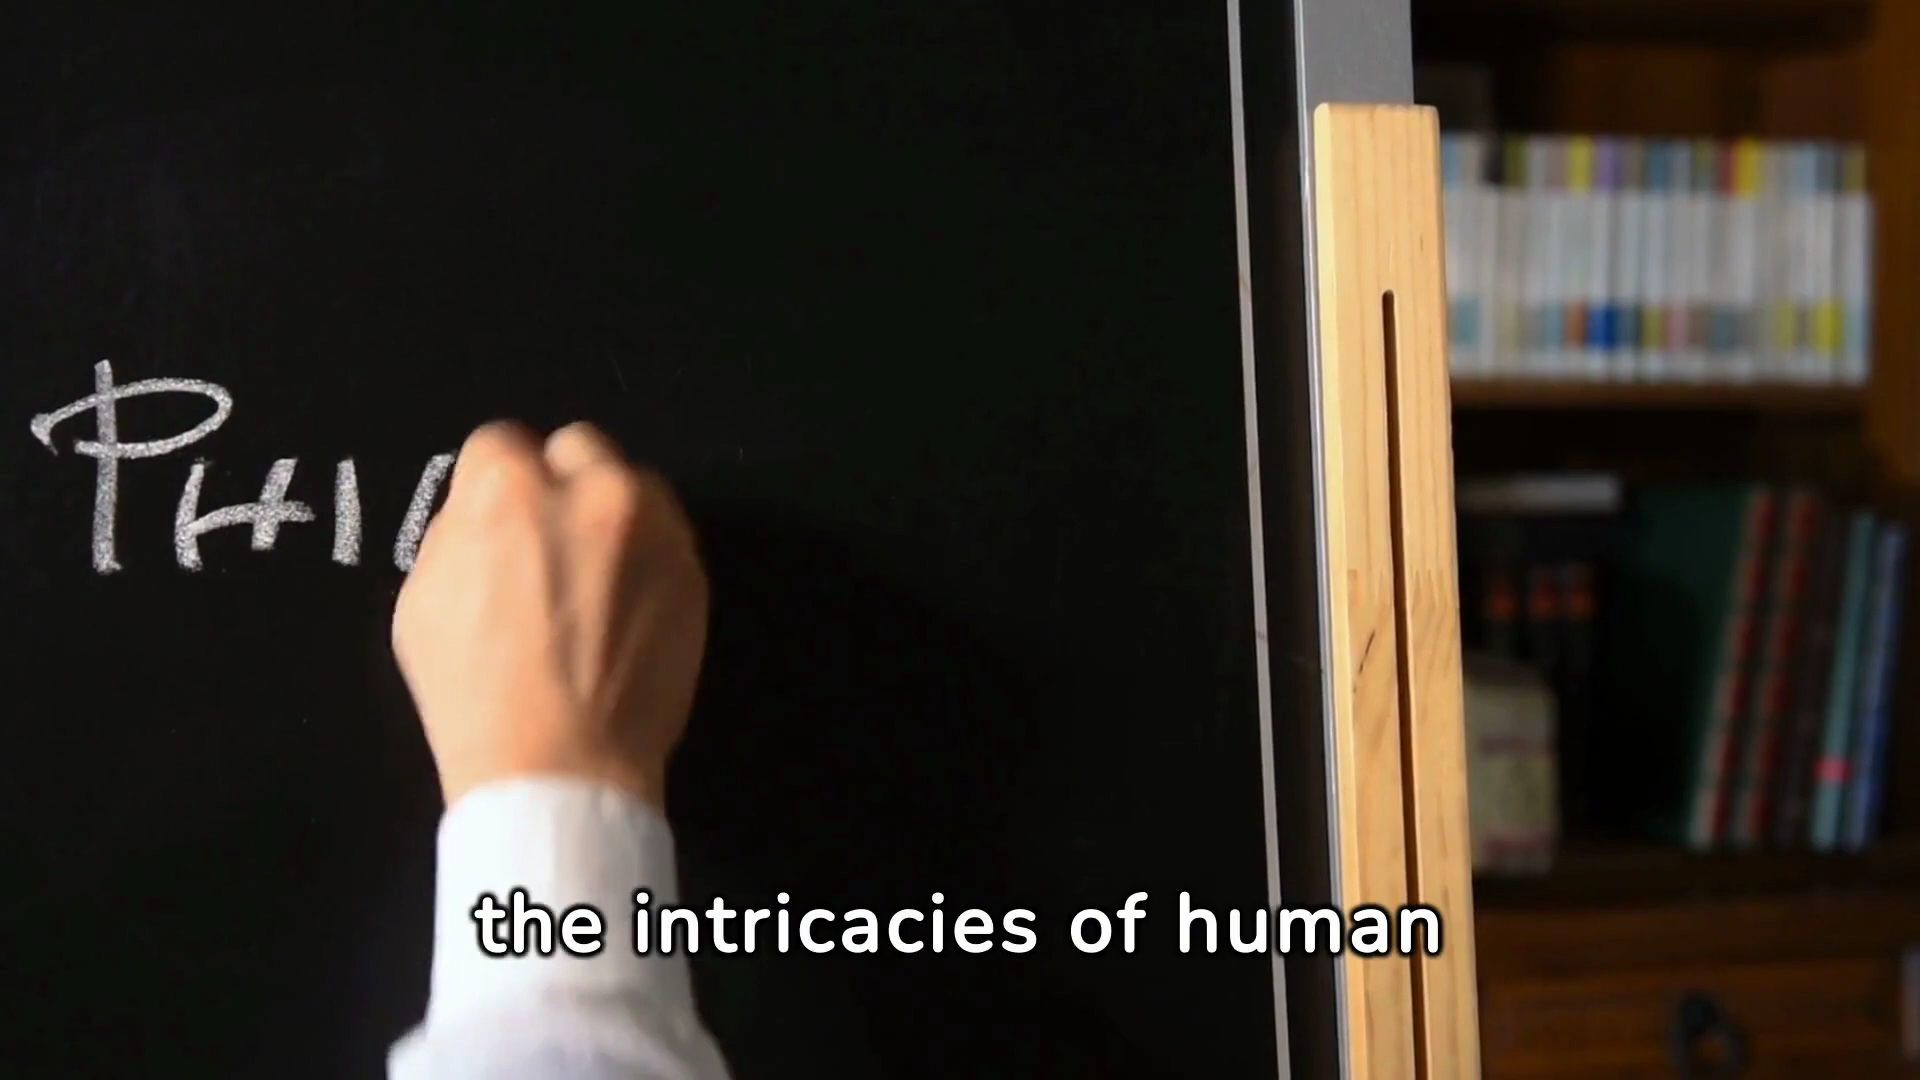 PHI
the intricacies of human